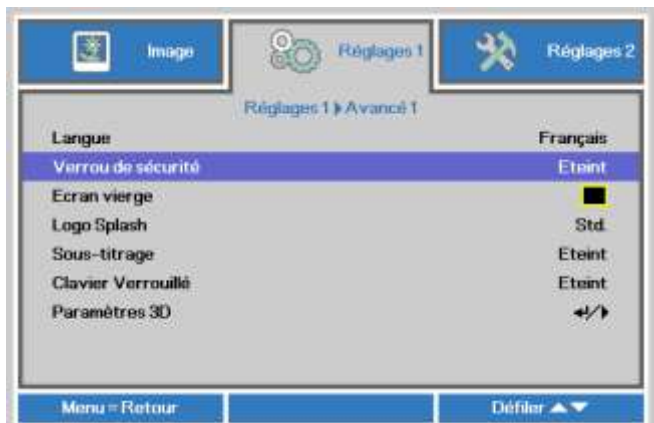 Image
Réglages 1
Réglages 2
Réglages 1 Avancé 1
Langue Français
Verrou de sécurité Eteint
Ecran vierge
Logo Splash Std.
Sous-titrage Eteint
Clavier Verrouillé Eteint
Paramètres 3D
Menu = Retour Défiler